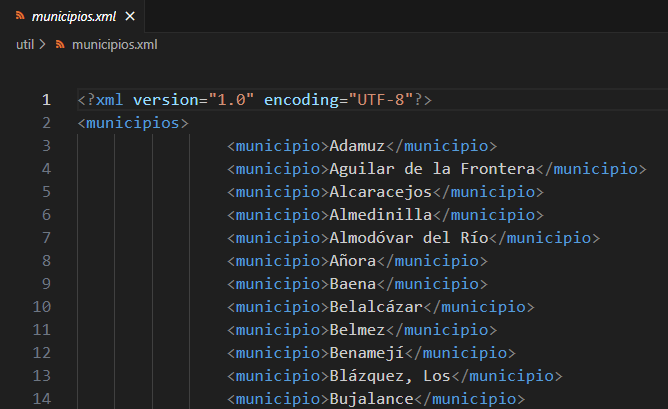 municipios.xml
util > municipios.xml
1 <?xml version="1.0" encoding="UTF-8"?>
2 <municipios>
3 <municipio>Adamuz</municipio>
4 <municipio>Aguilar de la Frontera</municipio>
5 <municipio>Alcaracejos</municipio>
6 <municipio>Almedinilla</municipio>
7 <municipio>Almodóvar del Río</municipio>
8 <municipio>Añora</municipio>
9 <municipio>Baena</municipio>
10 <municipio>Belalcázar</municipio>
11 <municipio>Belmez</municipio>
12 <municipio>Benamejí</municipio>
13 <municipio>Blázquez, Los</municipio>
14 <municipio>Bujalance</municipio>